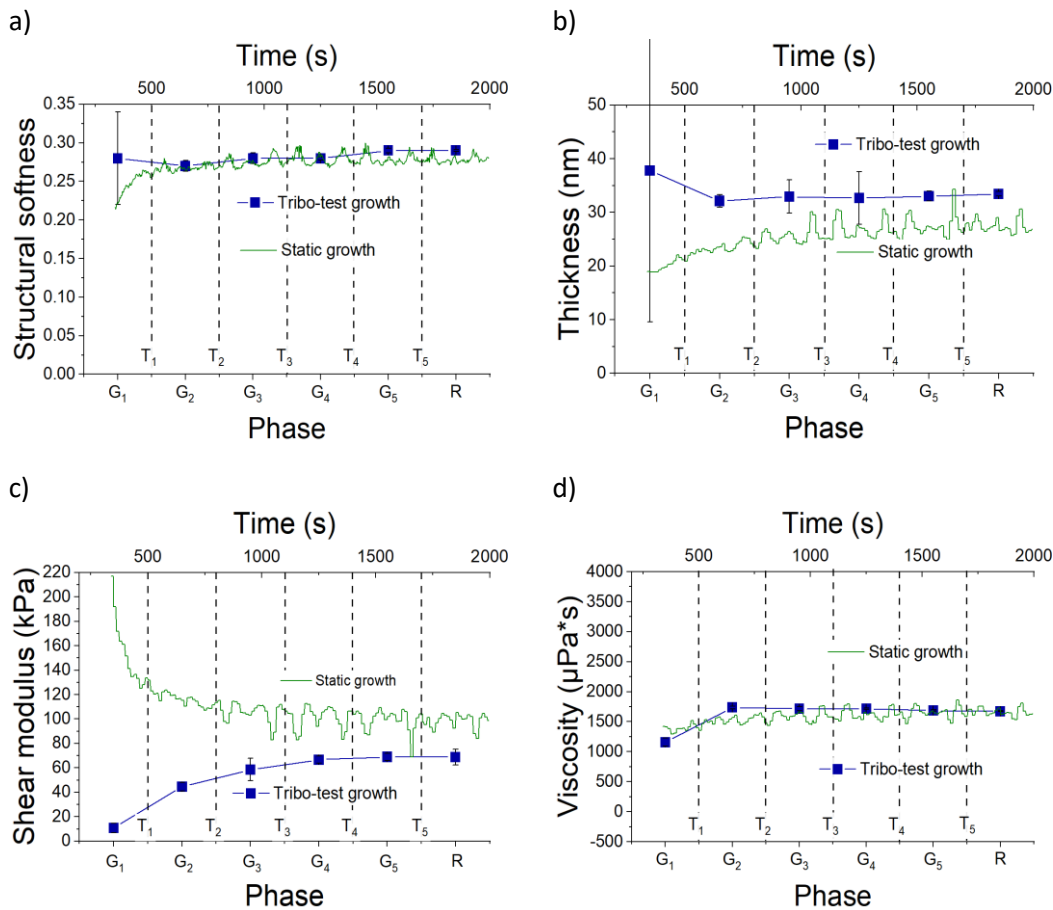 a)
Time (s)
500 1000 1500 2000
0.35
0.30
0.25
0.20
0.15
0.10
0.05
0.00
Structural softness
Tribo-test growth
Static growth
T1 T2 T3 T4 T5
G1 G2 G3 G4 G5 R
Phase
b)
Time (s)
500 1000 1500 2000
50
40
30
20
10
0
Thickness (nm)
Tribo-test growth
Static growth
T1 T2 T3 T4 T5
G1 G2 G3 G4 G5 R
Phase
c)
Time (s)
500 1000 1500 2000
220
200
180
160
140
120
100
80
60
40
20
0
Shear modulus (kPa)
Static growth
Tribo-test growth
T1 T2 T3 T4 T5
G1 G2 G3 G4 G5 R
Phase
d)
Time (s)
500 1000 1500 2000
4000
3500
3000
2500
2000
1500
1000
500
0
-500
Viscosity (µPa*s)
Static growth
Tribo-test growth
T1 T2 T3 T4 T5
G1 G2 G3 G4 G5 R
Phase